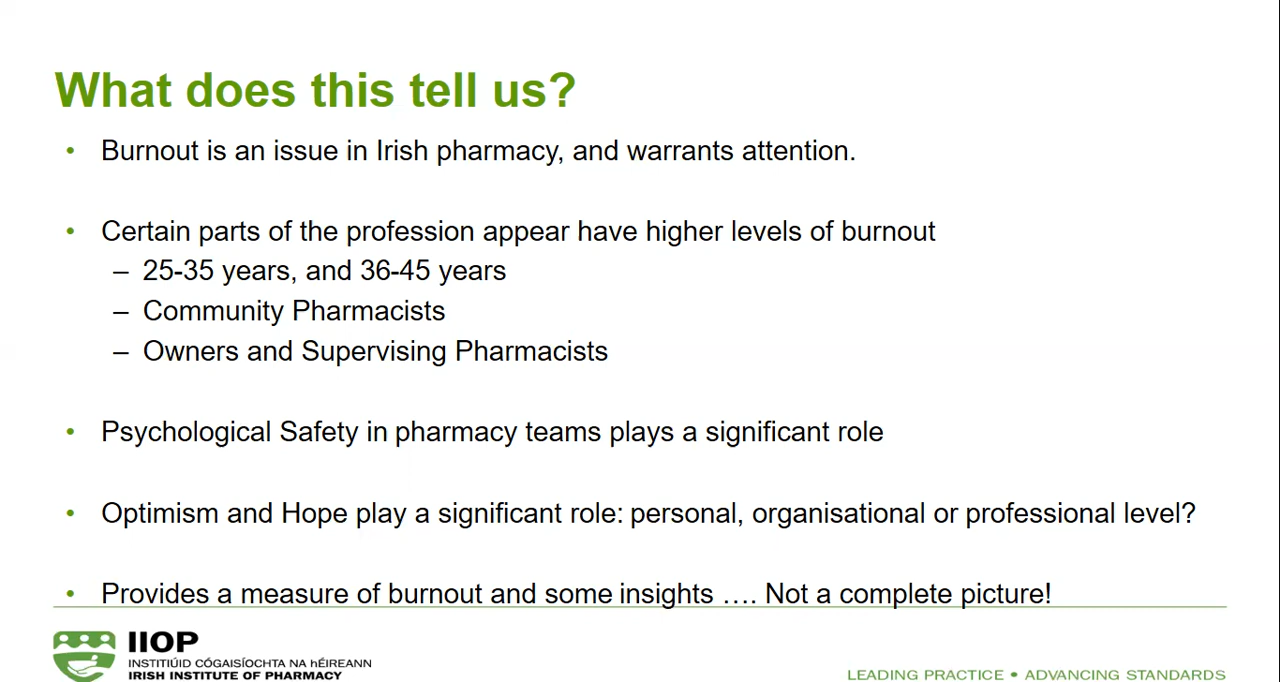 What does this tell us?
• Burnout is an issue in Irish pharmacy, and warrants attention.
• Certain parts of the profession appear have higher levels of burnout
– 25-35 years, and 36-45 years
– Community Pharmacists
– Owners and Supervising Pharmacists
• Psychological Safety in pharmacy teams plays a significant role
• Optimism and Hope play a significant role: personal, organisational or professional level?
• Provides a measure of burnout and some insights …. Not a complete picture!
IIOP
INSTITIÚID CÓGAISÍOCHTA NA hÉIREANN
IRISH INSTITUTE OF PHARMACY
LEADING PRACTICE • ADVANCING STANDARDS